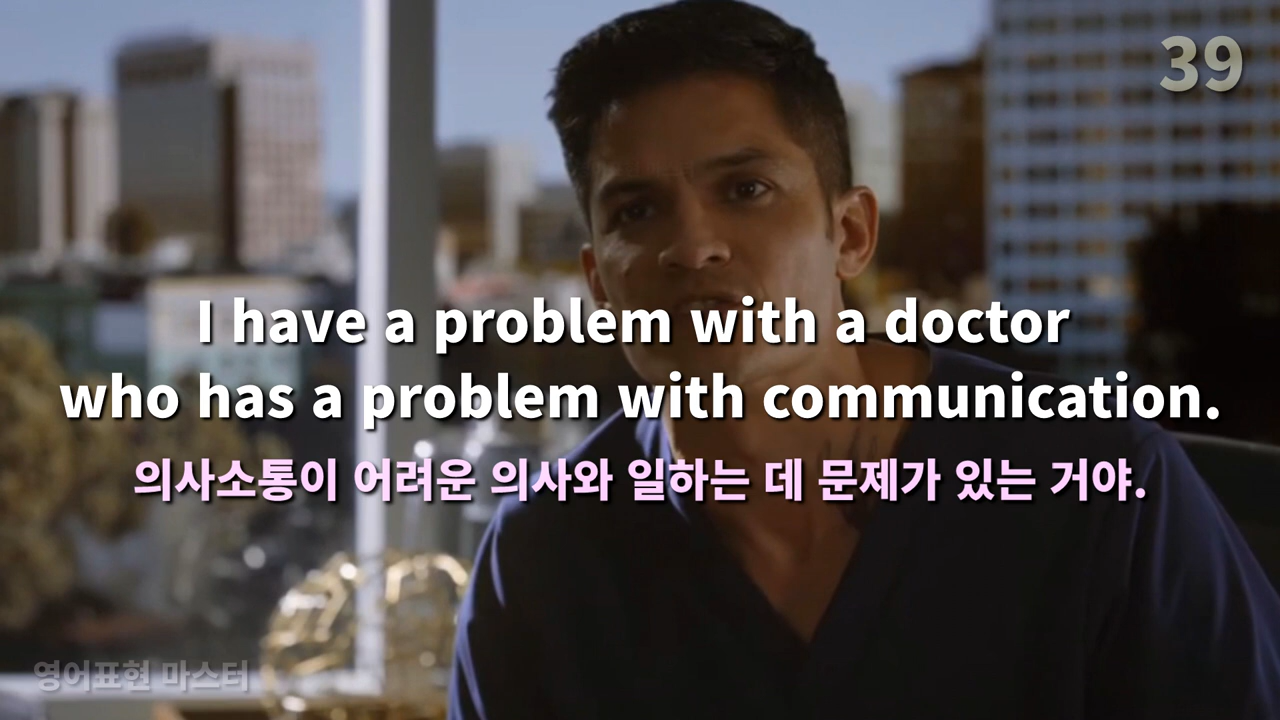 39
I have a problem with a doctor
who has a problem with communication.
의사소통이 어려운 의사와 일하는 데 문제가 있는 거야.
영어표현 마스터